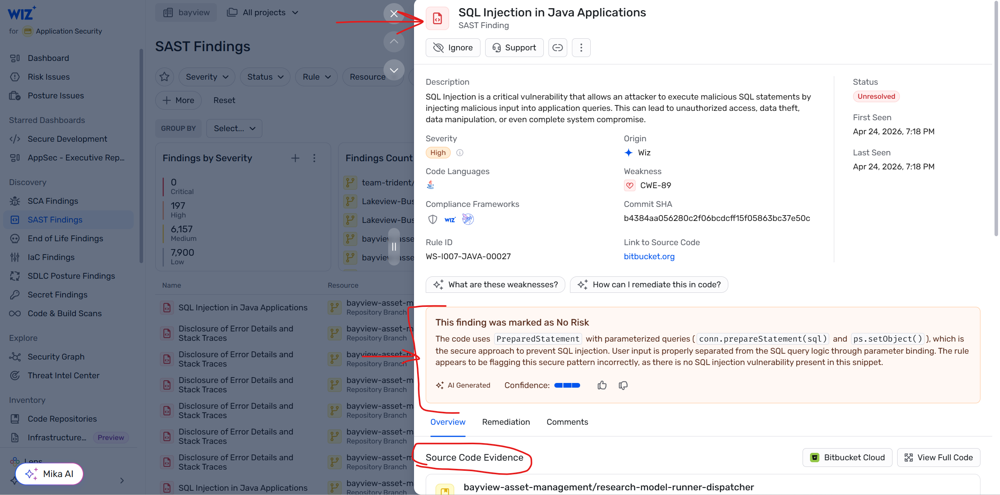 WIZ
for Application Security
Dashboard
Risk Issues
Posture Issues
Starred Dashboards
Secure Development
AppSec - Executive Rep...
Discovery
SCA Findings
SAST Findings
End of Life Findings
IaC Findings
SDLC Posture Findings
Secret Findings
Code & Build Scans
Explore
Security Graph
Threat Intel Center
Inventory
Code Repositories
Infrastructure... Preview
Lens
Mika AI
bayview
All projects
SAST Findings
Severity Status Rule Resource
More Reset
GROUP BY Select...
Findings by Severity
0
Critical
197
High
6,157
Medium
7,900
Low
Findings Count
team-trident/
Lakeview-Bus
Lakeview-Bus
Name Resource
SQL Injection in Java Applications
bayview-asset-m
Repository Branch
Disclosure of Error Details and
Stack Traces
bayview-asset-m
Repository Branch
Disclosure of Error Details and
Stack Traces
bayview-asset-m
Repository Branch
Disclosure of Error Details and
Stack Traces
bayview-asset-m
Repository Branch
Disclosure of Error Details and
Stack Traces
bayview-asset-m
Repository Branch
Disclosure of Error Details and
Stack Traces
bayview-asset-m
Repository Branch
Disclosure of Error Details and
Stack Traces
bayview-asset-m
Repository Branch
SQL Injection in Java Applications
bayview-asset-m
Repository Branch
SQL Injection in Java Applications
SAST Finding
Ignore Support
Description
SQL Injection is a critical vulnerability that allows an attacker to execute malicious SQL statements by
injecting malicious input into application queries. This can lead to unauthorized access, data theft,
data manipulation, or even complete system compromise.
Severity
High
Origin
Wiz
Code Languages
Weakness
CWE-89
Compliance Frameworks
WIZ
Commit SHA
b4384aa056280c2f06bcdcff15f05863bc37e50c
Rule ID
WS-I007-JAVA-00027
Link to Source Code
bitbucket.org
Status
Unresolved
First Seen
Apr 24, 2026, 7:18 PM
Last Seen
Apr 24, 2026, 7:18 PM
What are these weaknesses? How can I remediate this in code?
This finding was marked as No Risk
The code uses PreparedStatement with parameterized queries ( conn.prepareStatement(sql) and ps.setObject() ), which is
the secure approach to prevent SQL injection. User input is properly separated from the SQL query logic through parameter binding. The rule
appears to be flagging this secure pattern incorrectly, as there is no SQL injection vulnerability present in this snippet.
AI Generated Confidence:
Overview Remediation Comments
Source Code Evidence
Bitbucket Cloud View Full Code
bayview-asset-management/research-model-runner-dispatcher